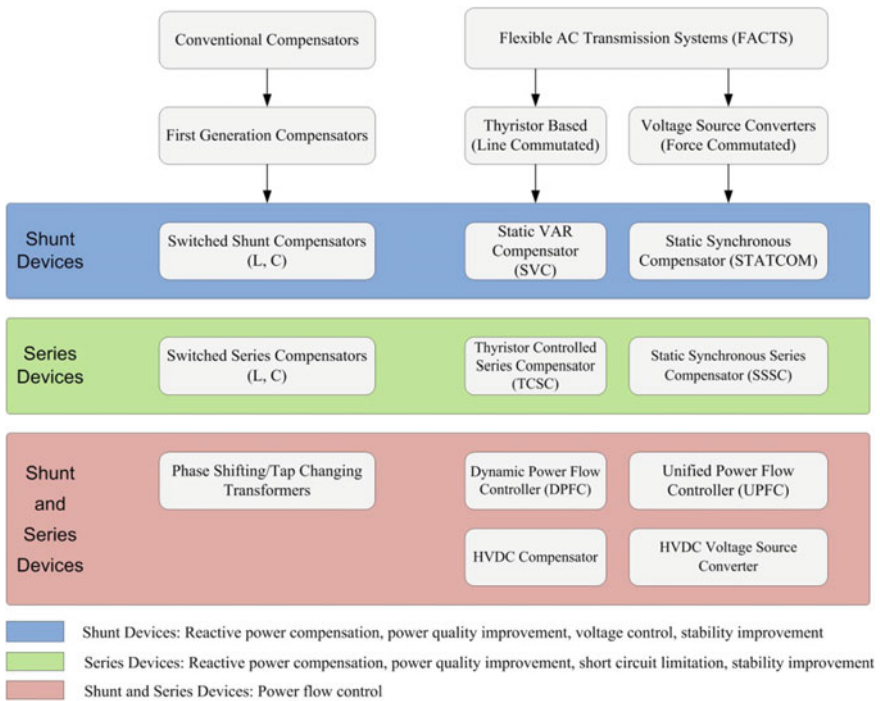 Conventional Compensators
Flexible AC Transmission Systems (FACTS)
First Generation Compensators
Thyristor Based
(Line Commutated)
Voltage Source Converters
(Force Commutated)
Shunt
Devices
Switched Shunt Compensators
(L, C)
Static VAR
Compensator
(SVC)
Static Synchronous
Compensator (STATCOM)
Series
Devices
Switched Series Compensators
(L, C)
Thyristor Controlled
Series Compensator
(TCSC)
Static Synchronous Series
Compensator (SSSC)
Shunt
and
Series
Devices
Phase Shifting/Tap Changing
Transformers
Dynamic Power Flow
Controller (DPFC)
Unified Power Flow
Controller (UPFC)
HVDC Compensator
HVDC Voltage Source
Converter
Shunt Devices: Reactive power compensation, power quality improvement, voltage control, stability improvement
Series Devices: Reactive power compensation, power quality improvement, short circuit limitation, stability improvement
Shunt and Series Devices: Power flow control